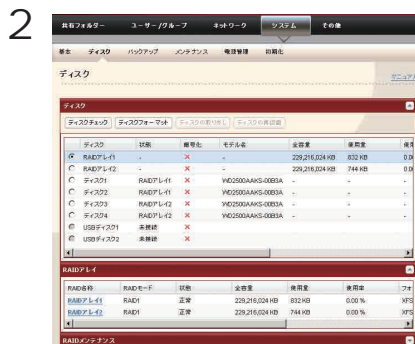 2
共有フォルダー ユーザー/グループ ネットワーク システム その他
基本 ディスク バックアップ メンテナンス 電源管理 初期化
ディスク
ディスク
ディスクチェック ディスクフォーマット ディスクの取り外し ディスクの再認識
ディスク 状態 暗号化 モデル名 全容量 使用量
RAIDアレイ1 - × - 229,216,024 KB 832 KB 0.0
RAIDアレイ2 - × - 229,216,024 KB 744 KB 0.0
ディスク1 RAIDアレイ1 × WD2500AAKS-00B3A - - -
ディスク2 RAIDアレイ1 × WD2500AAKS-00B3A - - -
ディスク3 RAIDアレイ2 × WD2500AAKS-00B3A - - -
ディスク4 RAIDアレイ2 × WD2500AAKS-00B3A - - -
USBディスク1 未接続 ×
USBディスク2 未接続 ×
RAIDアレイ
RAID名称 RAIDモード 状態 全容量 使用量 使用率 フォ
RAIDアレイ1 RAID1 正常 229,216,024 KB 832 KB 0.00 % XFS
RAIDアレイ2 RAID1 正常 229,216,024 KB 744 KB 0.00 % XFS
RAIDメンテナンス